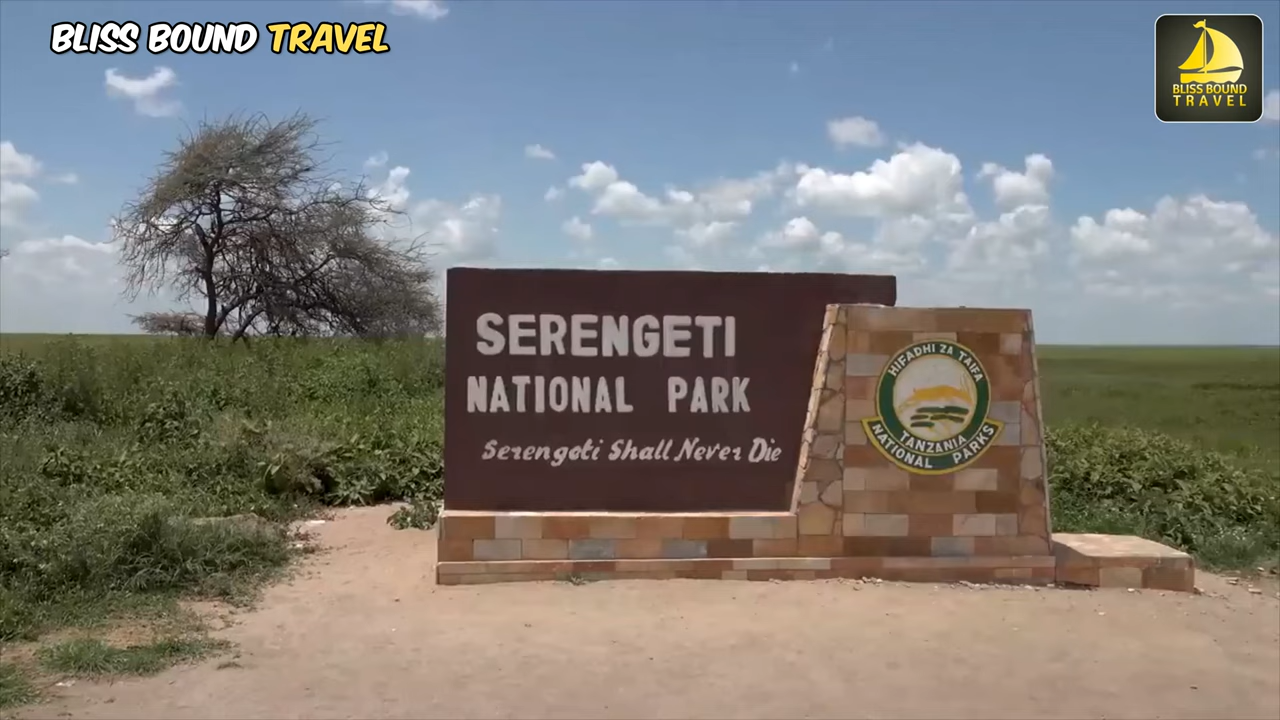 BLISS BOUND TRAVEL
BLISS BOUND
TRAVEL
SERENGETI
NATIONAL PARK
Serengeti Shall Never Die
HIFADHI ZA TAIFA
TANZANIA
NATIONAL PARKS